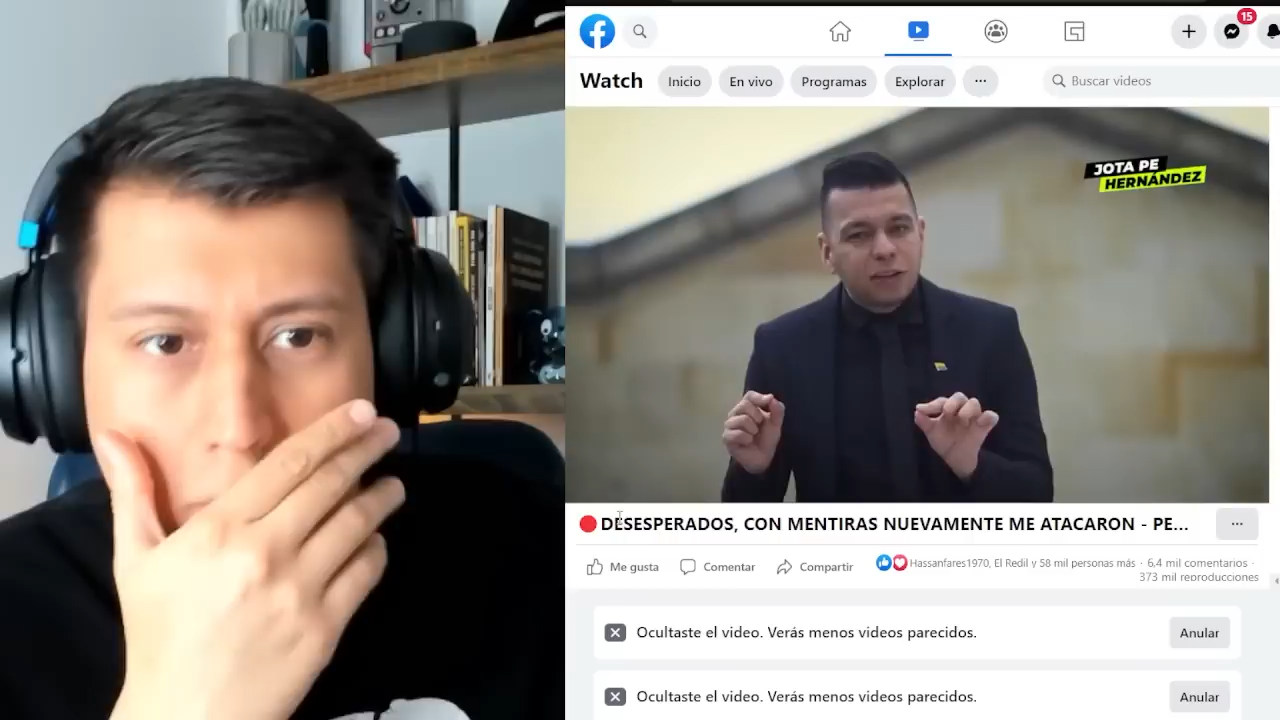 15
Watch
Inicio
En vivo
Programas
Explorar
Buscar videos
JOTA PE
HERNÁNDEZ
DESESPERADOS, CON MENTIRAS NUEVAMENTE ME ATACARON - PE...
Me gusta
Comentar
Compartir
Hassanfares1970, El Redil y 58 mil personas más · 6.4 mil comentarios ·
373 mil reproducciones
Ocultaste el video. Verás menos videos parecidos.
Anular
Ocultaste el video. Verás menos videos parecidos.
Anular